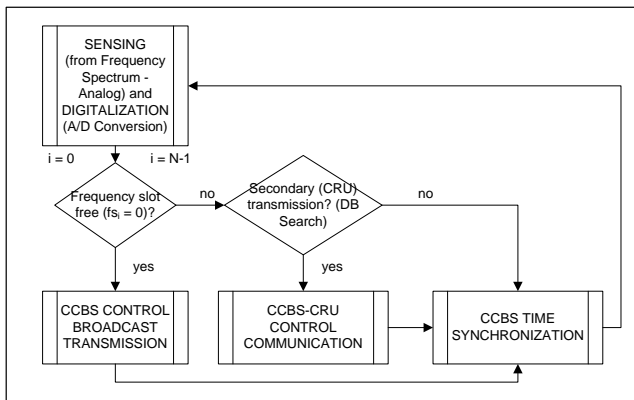 SENSING
(from Frequency
Spectrum -
Analog) and
DIGITALIZATION
(A/D Conversion)
i = 0
i = N-1
Frequency slot
free (fsi = 0)?
no
Secondary (CRU)
transmission? (DB
Search)
no
yes
yes
CCBS CONTROL
BROADCAST
TRANSMISSION
CCBS-CRU
CONTROL
COMMUNICATION
CCBS TIME
SYNCHRONIZATION